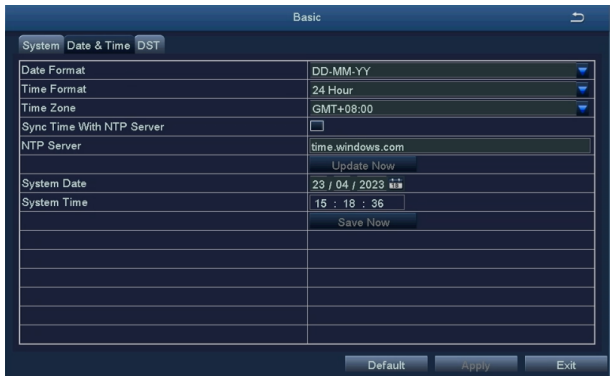 Basic
System Date & Time DST
Date Format DD-MM-YY
Time Format 24 Hour
Time Zone GMT+08:00
Sync Time With NTP Server
NTP Server time.windows.com
Update Now
System Date 23 / 04 / 2023
System Time 15 : 18 : 36
Save Now
Default Apply Exit